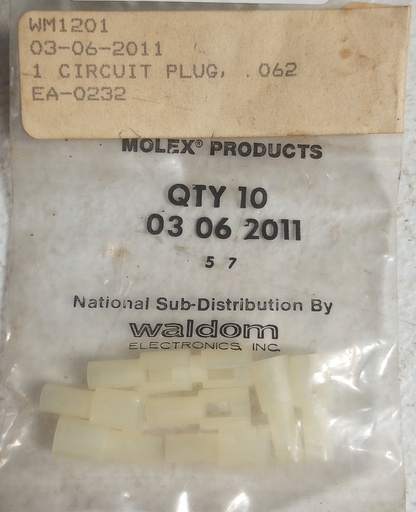 WM1201
03-06-2011
1 CIRCUIT PLUG, .062
EA-0232
MOLEX® PRODUCTS
QTY 10
03 06 2011
5 7
National Sub-Distribution By
waldom
ELECTRONICS, INC.